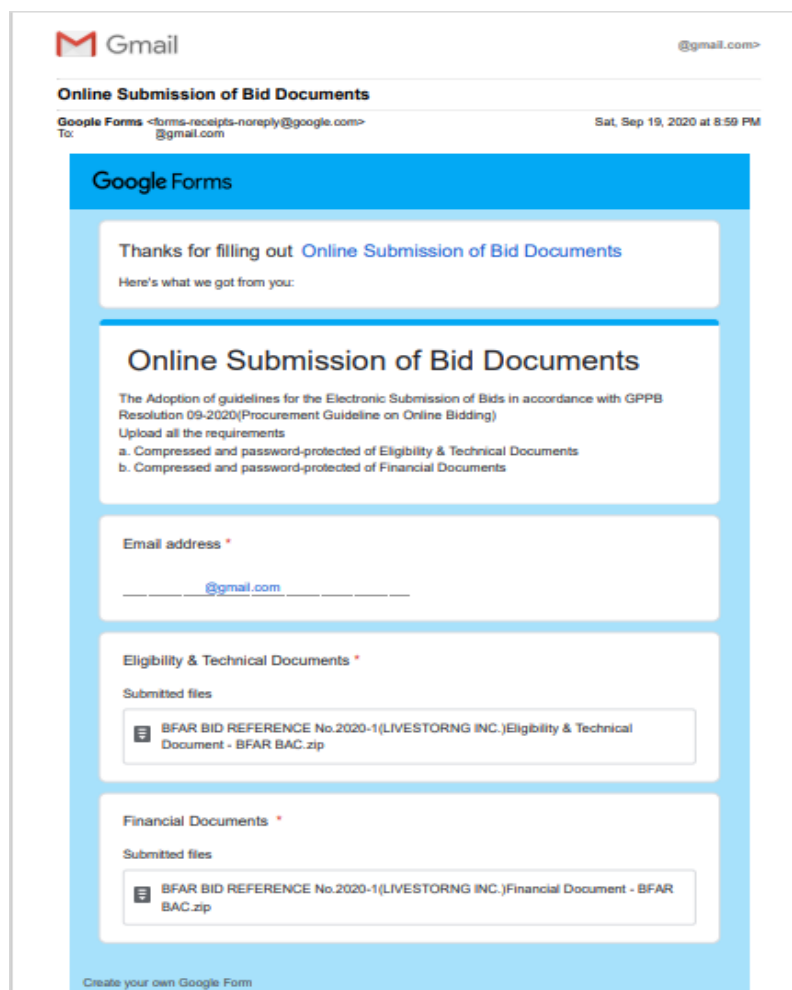 Gmail
@gmail.com>
Online Submission of Bid Documents
Goople Forms <forms-receipts-noreply@google.com>
Sat, Sep 19, 2020 at 8:59 PM
To: @gmail.com
Google Forms
Thanks for filling out Online Submission of Bid Documents
Here's what we got from you:
Online Submission of Bid Documents
The Adoption of guidelines for the Electronic Submission of Bids in accordance with GPPB
Resolution 09-2020(Procurement Guideline on Online Bidding)
Upload all the requirements
a. Compressed and password-protected of Eligibility & Technical Documents
b. Compressed and password-protected of Financial Documents
Email address *
@gmail.com
Eligibility & Technical Documents *
Submitted files
BFAR BID REFERENCE No.2020-1(LIVESTORNG INC.)Eligibility & Technical
Document - BFAR BAC.zip
Financial Documents *
Submitted files
BFAR BID REFERENCE No.2020-1(LIVESTORNG INC.)Financial Document - BFAR
BAC.zip
Create your own Google Form